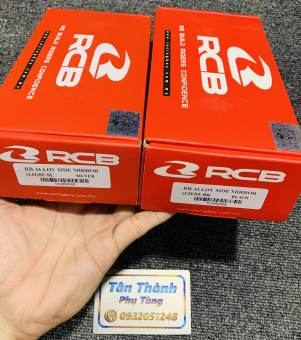 RCB
WE BUILD RIDERS CONFIDENCE
RCB
WE BUILD RIDERS CONFIDENCE
RCB
RB ALLOY SIDE MIRROR
SILVER
RCB
RB ALLOY SIDE MIRROR
BLACK
Tân Thành
Phụ Tùng
0932051248